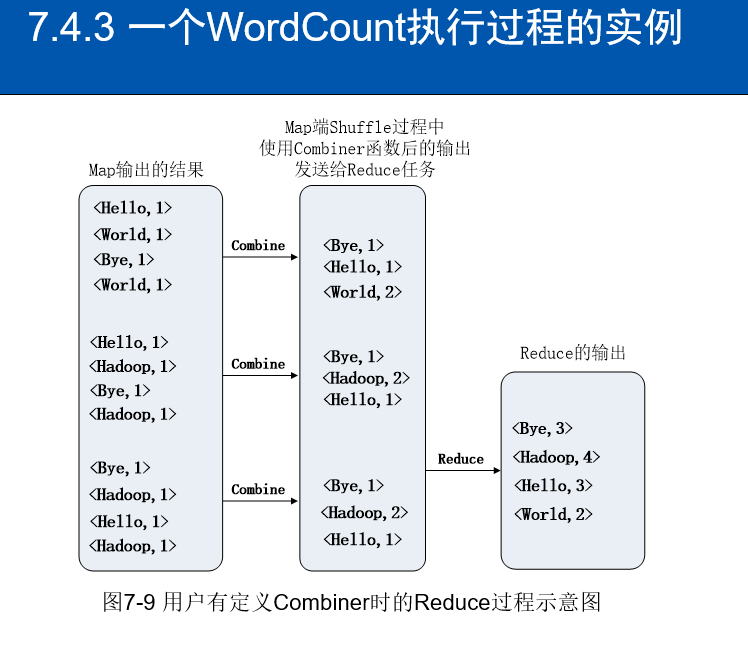 7.4.3 一个WordCount执行过程的实例
Map端Shuffle过程中
使用Combiner函数后的输出
发送给Reduce任务
Map输出的结果
<Hello,1>
<World,1>
<Bye,1>
<World,1>
Combine
<Bye,1>
<Hello,1>
<World,2>
<Hello,1>
<Hadoop,1>
<Bye,1>
<Hadoop,1>
Combine
<Bye,1>
<Hadoop,2>
<Hello,1>
<Bye,1>
<Hadoop,1>
<Hello,1>
<Hadoop,1>
Combine
<Bye,1>
<Hadoop,2>
<Hello,1>
Reduce
Reduce的输出
<Bye,3>
<Hadoop,4>
<Hello,3>
<World,2>
图7-9 用户有定义Combiner时的Reduce过程示意图